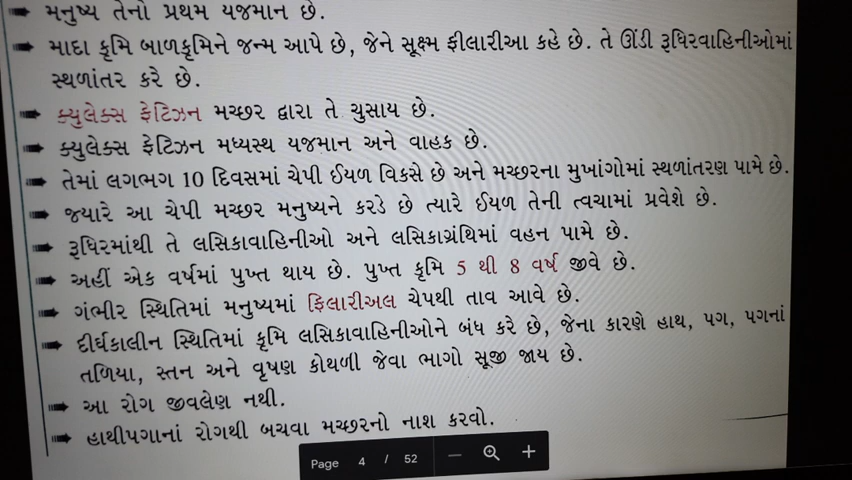 ➠ મનુષ્ય તેનો પ્રથમ યજમાન છે.
➠ માદા કૃમિ બાળકૃમિને જન્મ આપે છે, જેને સૂક્ષ્મ ફીલારીઆ કહે છે. તે ઊંડી રૂધિરવાહિનીઓમાં
સ્થળાંતર કરે છે.
➠ ક્યુલેક્સ ફેટિઝન મચ્છર દ્વારા તે ચુસાય છે.
➠ ક્યુલેક્સ ફેટિઝન મધ્યસ્થ યજમાન અને વાહક છે.
➠ તેમાં લગભગ 10 દિવસમાં ચેપી ઈયળ વિકસે છે અને મચ્છરના મુખાંગોમાં સ્થળાંતરણ પામે છે.
➠ જ્યારે આ ચેપી મચ્છર મનુષ્યને કરડે છે ત્યારે ઈયળ તેની ત્વચામાં પ્રવેશે છે.
➠ રૂધિરમાંથી તે લસિકાવાહિનીઓ અને લસિકાગ્રંથિમાં વહન પામે છે.
➠ અહીં એક વર્ષમાં પુખ્ત થાય છે. પુખ્ત કૃમિ 5 થી 8 વર્ષ જીવે છે.
➠ ગંભીર સ્થિતિમાં મનુષ્યમાં ફિલારીઅલ ચેપથી તાવ આવે છે.
➠ દીર્ઘકાલીન સ્થિતિમાં કૃમિ લસિકાવાહિનીઓને બંધ કરે છે, જેના કારણે હાથ, પગ, પગનાં
તળિયા, સ્તન અને વૃષણ કોથળી જેવા ભાગો સૂજી જાય છે.
➠ આ રોગ જીવલેણ નથી.
➠ હાથીપગાનાં રોગથી બચવા મચ્છરનો નાશ કરવો.
Page 4 / 52